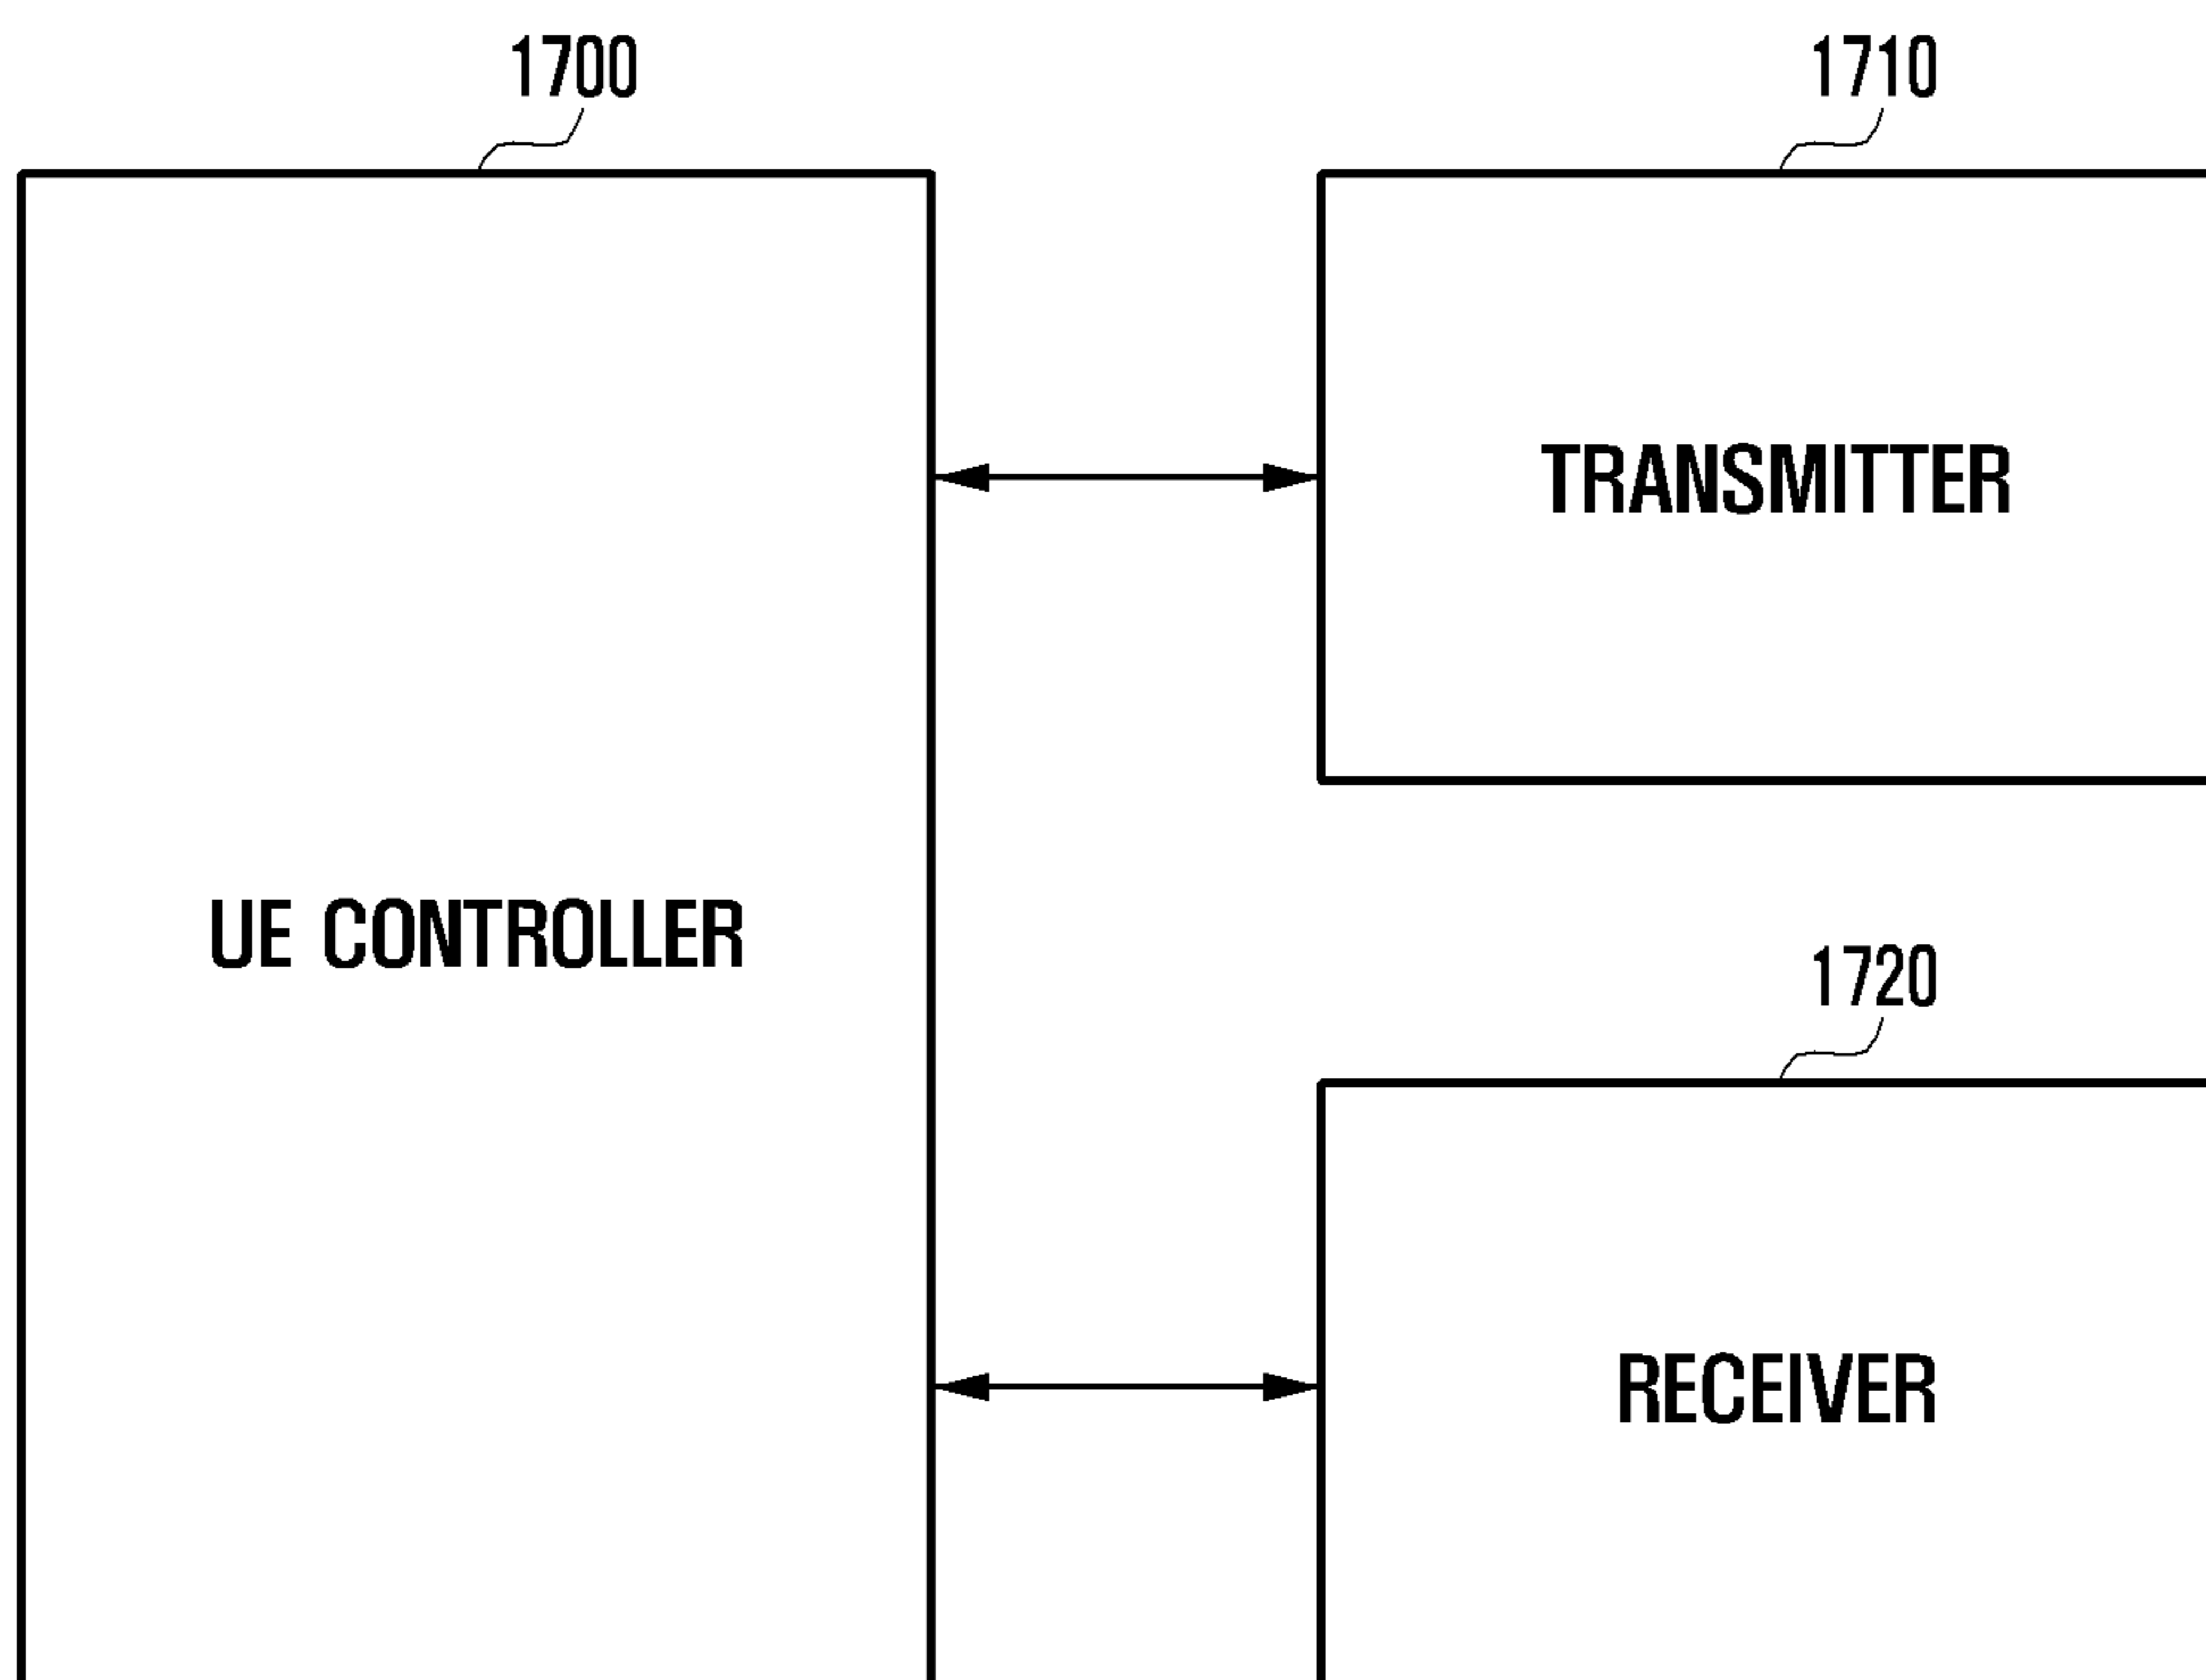 1700
1710
TRANSMITTER
UE CONTROLLER
1720
RECEIVER